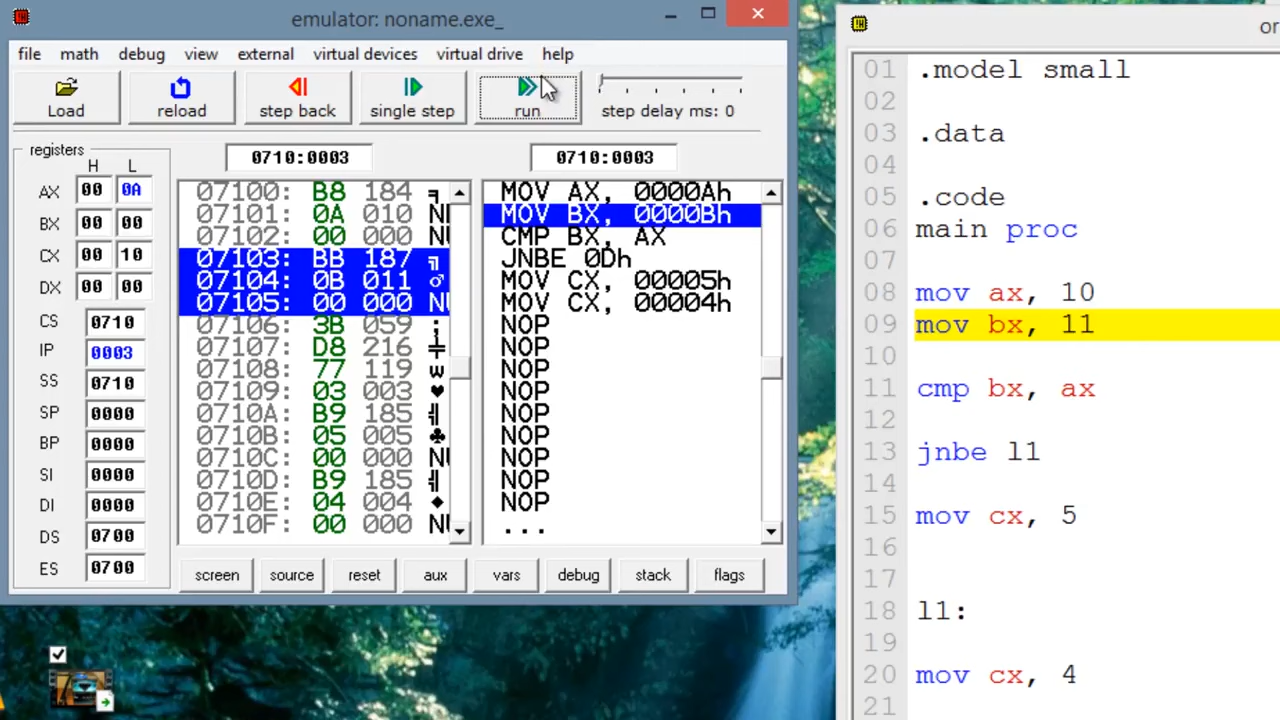 emulator: noname.exe_
file math debug view external virtual devices virtual drive help
Load reload step back single step run step delay ms: 0
registers
H L
AX 00 0A
BX 00 00
CX 00 10
DX 00 00
CS 0710
IP 0003
SS 0710
SP 0000
BP 0000
SI 0000
DI 0000
DS 0700
ES 0700
0710:0003
07100: B8 184 ╕
07101: 0A 010 NU
07102: 00 000 NU
07103: BB 187 ╗
07104: 0B 011 ♂
07105: 00 000 NU
07106: 3B 059 ;
07107: D8 216 ╪
07108: 77 119 w
07109: 03 003 ♥
0710A: B9 185 ╣
0710B: 05 005 ♣
0710C: 00 000 NU
0710D: B9 185 ╣
0710E: 04 004 ♦
0710F: 00 000 NU
0710:0003
MOV AX, 0000Ah
MOV BX, 0000Bh
CMP BX, AX
JNBE 0Dh
MOV CX, 00005h
MOV CX, 00004h
NOP
NOP
NOP
NOP
NOP
NOP
NOP
NOP
NOP
...
screen source reset aux vars debug stack flags
or
01 .model small
02
03 .data
04
05 .code
06 main proc
07
08 mov ax, 10
09 mov bx, 11
10
11 cmp bx, ax
12
13 jnbe l1
14
15 mov cx, 5
16
17
18 l1:
19
20 mov cx, 4
21